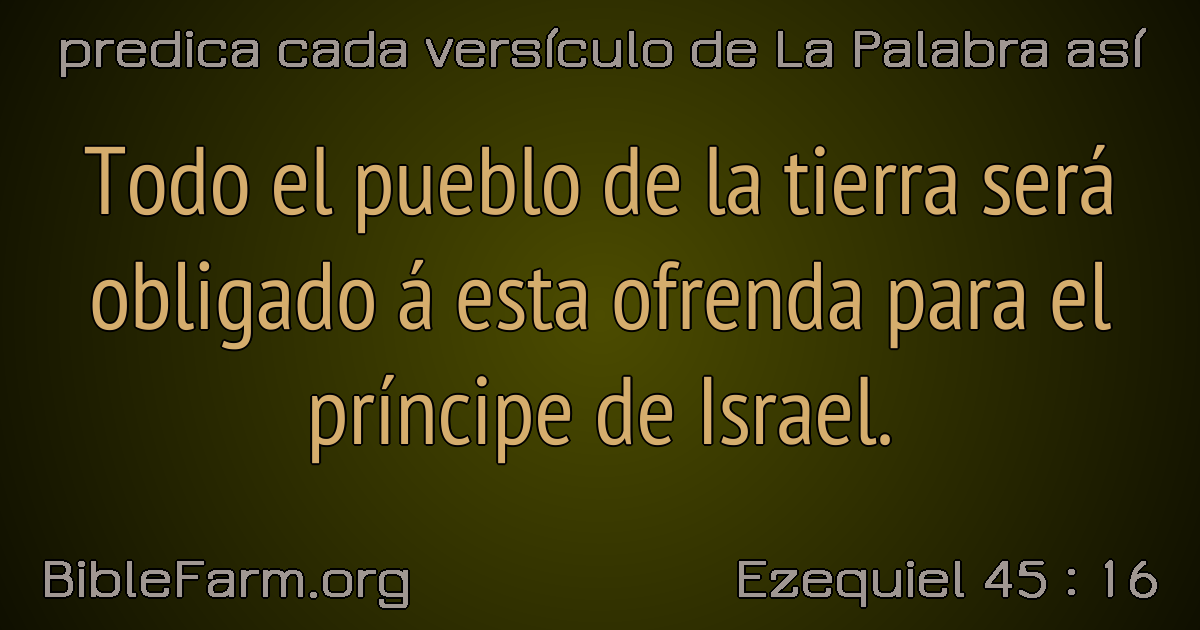 predica cada versículo de La Palabra así
Todo el pueblo de la tierra será
obligado á esta ofrenda para el
príncipe de Israel.
BibleFarm.org
Ezequiel 45 : 16